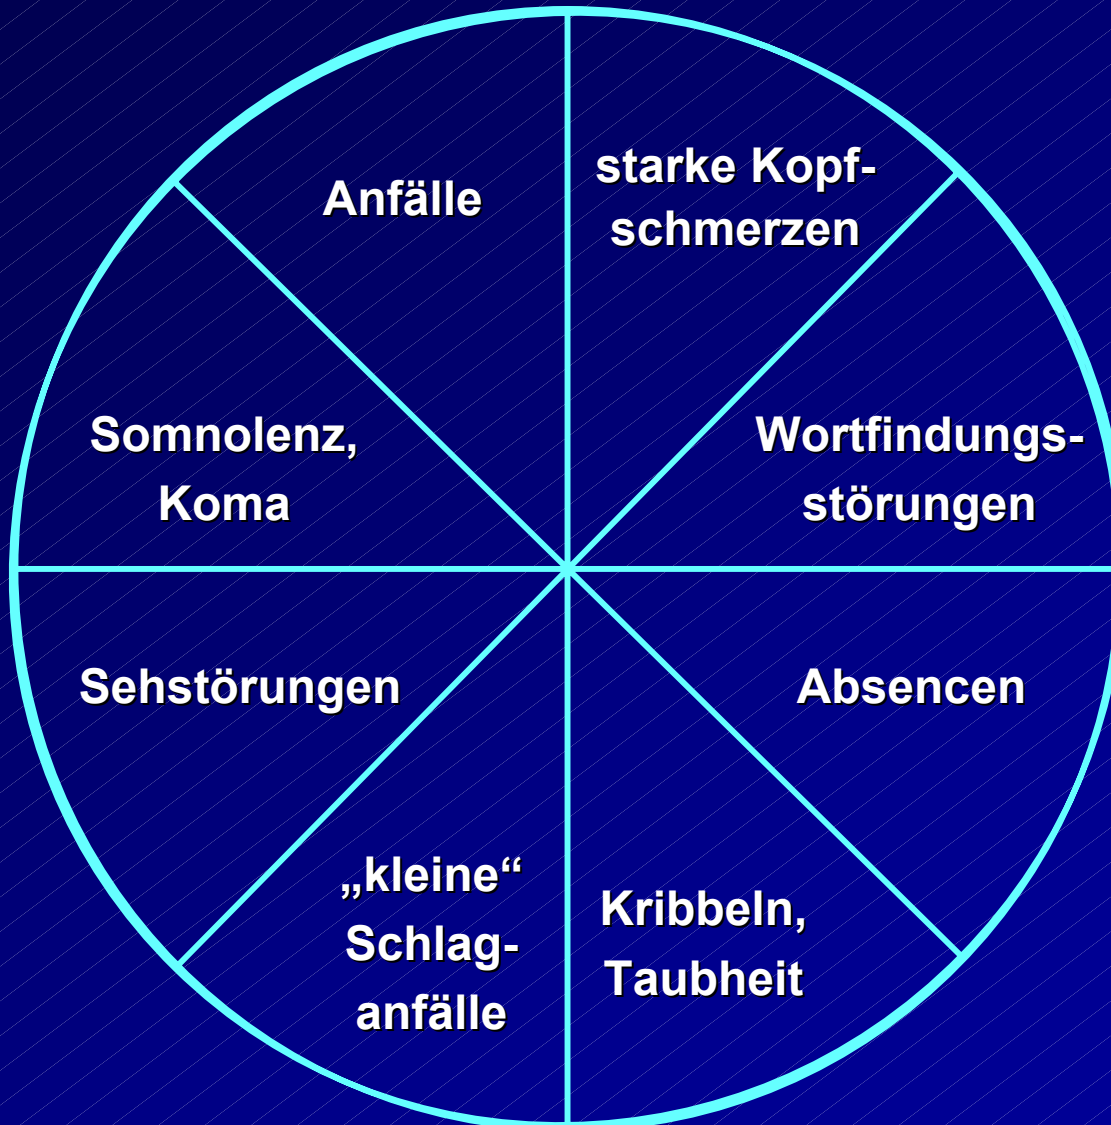 Anfälle
starke Kopf-
schmerzen
Somnolenz,
Koma
Wortfindungs-
störungen
Sehstörungen
Absencen
„kleine“
Schlag-
anfälle
Kribbeln,
Taubheit